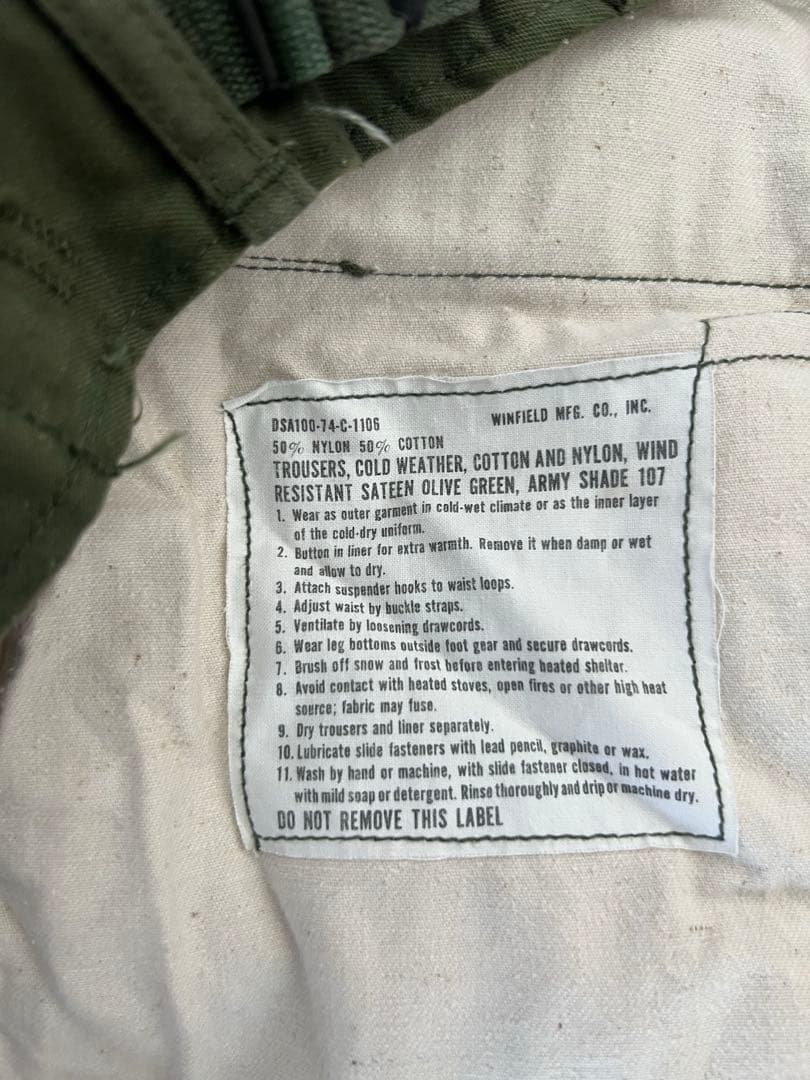 DSA100-74-C-1106 WINFIELD MFG. CO., INC.
50% NYLON 50% COTTON
TROUSERS, COLD WEATHER, COTTON AND NYLON, WIND
RESISTANT SATEEN OLIVE GREEN, ARMY SHADE 107
1. Wear as outer garment in cold-wet climate or as the inner layer
of the cold-dry uniform.
2. Button in liner for extra warmth. Remove it when damp or wet
and allow to dry.
3. Attach suspender hooks to waist loops.
4. Adjust waist by buckle straps.
5. Ventilate by loosening drawcords.
6. Wear leg bottoms outside foot gear and secure drawcords.
7. Brush off snow and frost before entering heated shelter.
8. Avoid contact with heated stoves, open fires or other high heat
source; fabric may fuse.
9. Dry trousers and liner separately.
10. Lubricate slide fasteners with lead pencil, graphite or wax.
11. Wash by hand or machine, with slide fastener closed, in hot water
with mild soap or detergent. Rinse thoroughly and drip or machine dry.
DO NOT REMOVE THIS LABEL